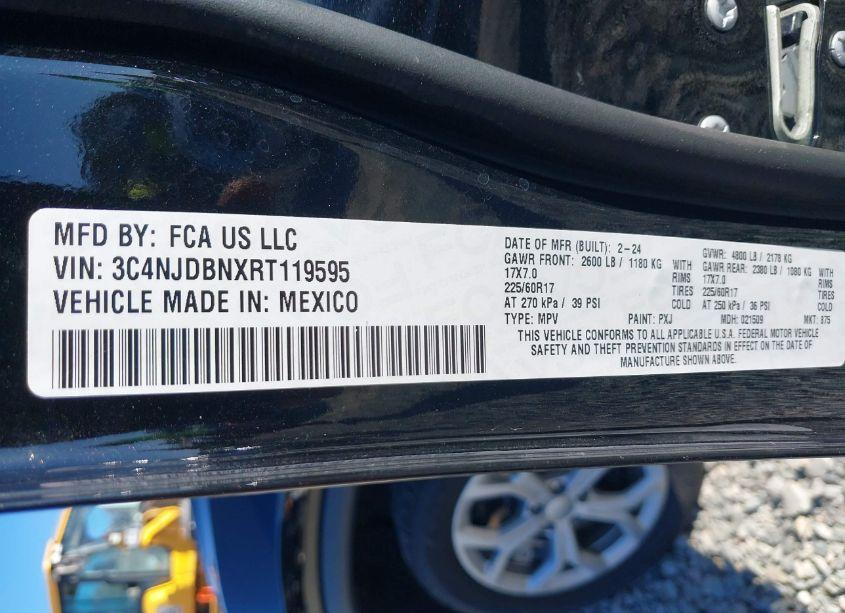 MFD BY: FCA US LLC
VIN: 3C4NJDBNXRT119595
VEHICLE MADE IN: MEXICO
DATE OF MFR (BUILT): 2-24 GVWR: 4800 LB / 2178 KG
GAWR FRONT: 2600 LB / 1180 KG WITH GAWR REAR: 2380 LB / 1080 KG WITH
17X7.0 RIMS 17X7.0 RIMS
225/60R17 TIRES 225/60R17 TIRES
AT 270 kPa / 39 PSI COLD AT 250 kPa / 36 PSI COLD
TYPE: MPV PAINT: PXJ MDH: 021509 MKT: 875
THIS VEHICLE CONFORMS TO ALL APPLICABLE U.S.A. FEDERAL MOTOR VEHICLE
SAFETY AND THEFT PREVENTION STANDARDS IN EFFECT ON THE DATE OF
MANUFACTURE SHOWN ABOVE.